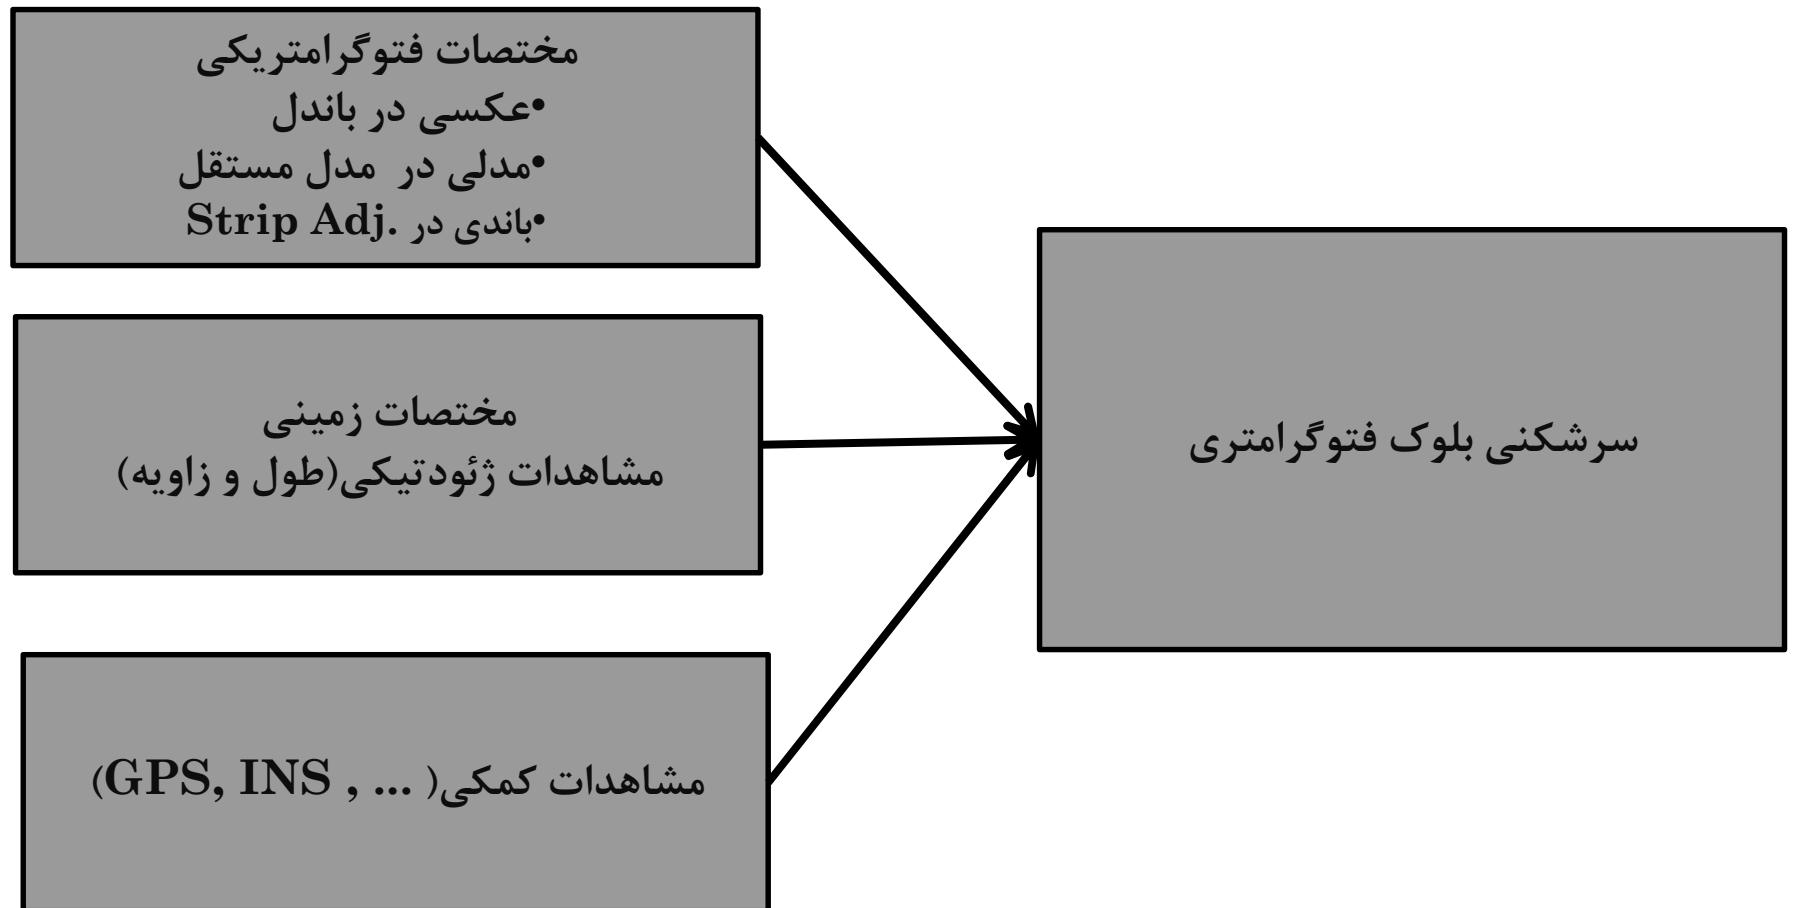 مختصات فتوگرامتریکی
•عکسی در باندل
•مدلی در مدل مستقل
•باندی در Strip Adj.
مختصات زمینی
مشاهدات ژئودتیکی(طول و زاویه)
مشاهدات کمکی( ... , GPS, INS)
سرشکنی بلوک فتوگرامتری